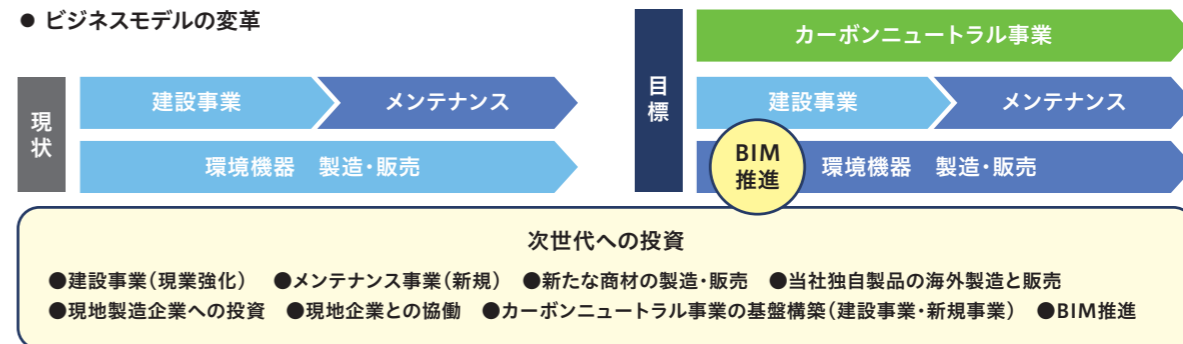 ● ビジネスモデルの変革
現状
建設事業
メンテナンス
環境機器 製造・販売
目標
カーボンニュートラル事業
建設事業
メンテナンス
BIM
推進
環境機器 製造・販売
次世代への投資
●建設事業(現業強化) ●メンテナンス事業(新規) ●新たな商材の製造・販売 ●当社独自製品の海外製造と販売
●現地製造企業への投資 ●現地企業との協働 ●カーボンニュートラル事業の基盤構築(建設事業・新規事業) ●BIM推進